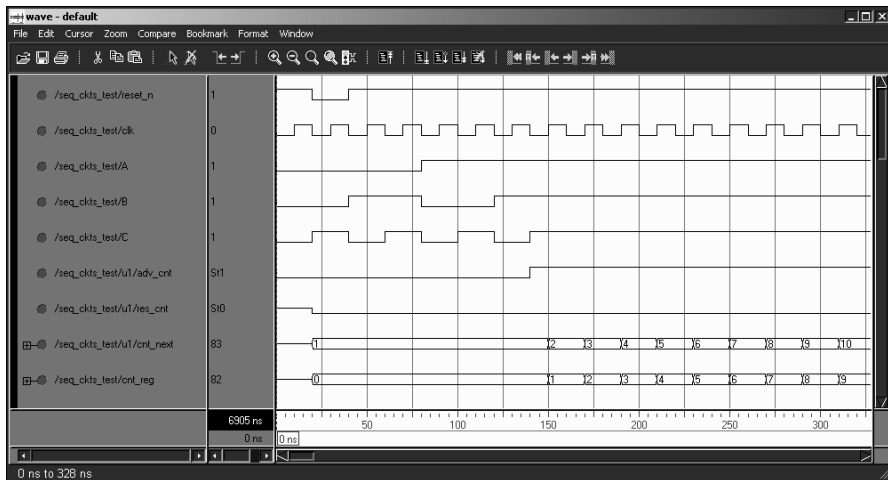 wave - default
File Edit Cursor Zoom Compare Bookmark Format Window
/seq_ckts_test/reset_n 1
/seq_ckts_test/clk 0
/seq_ckts_test/A 1
/seq_ckts_test/B 1
/seq_ckts_test/C 1
/seq_ckts_test/u1/adv_cnt St1
/seq_ckts_test/u1/res_cnt St0
/seq_ckts_test/u1/cnt_next 83 1 2 3 4 5 6 7 8 9 10
/seq_ckts_test/cnt_reg 82 0 1 2 3 4 5 6 7 8 9
6905 ns 50 100 150 200 250 300
0 ns 0 ns
0 ns to 328 ns